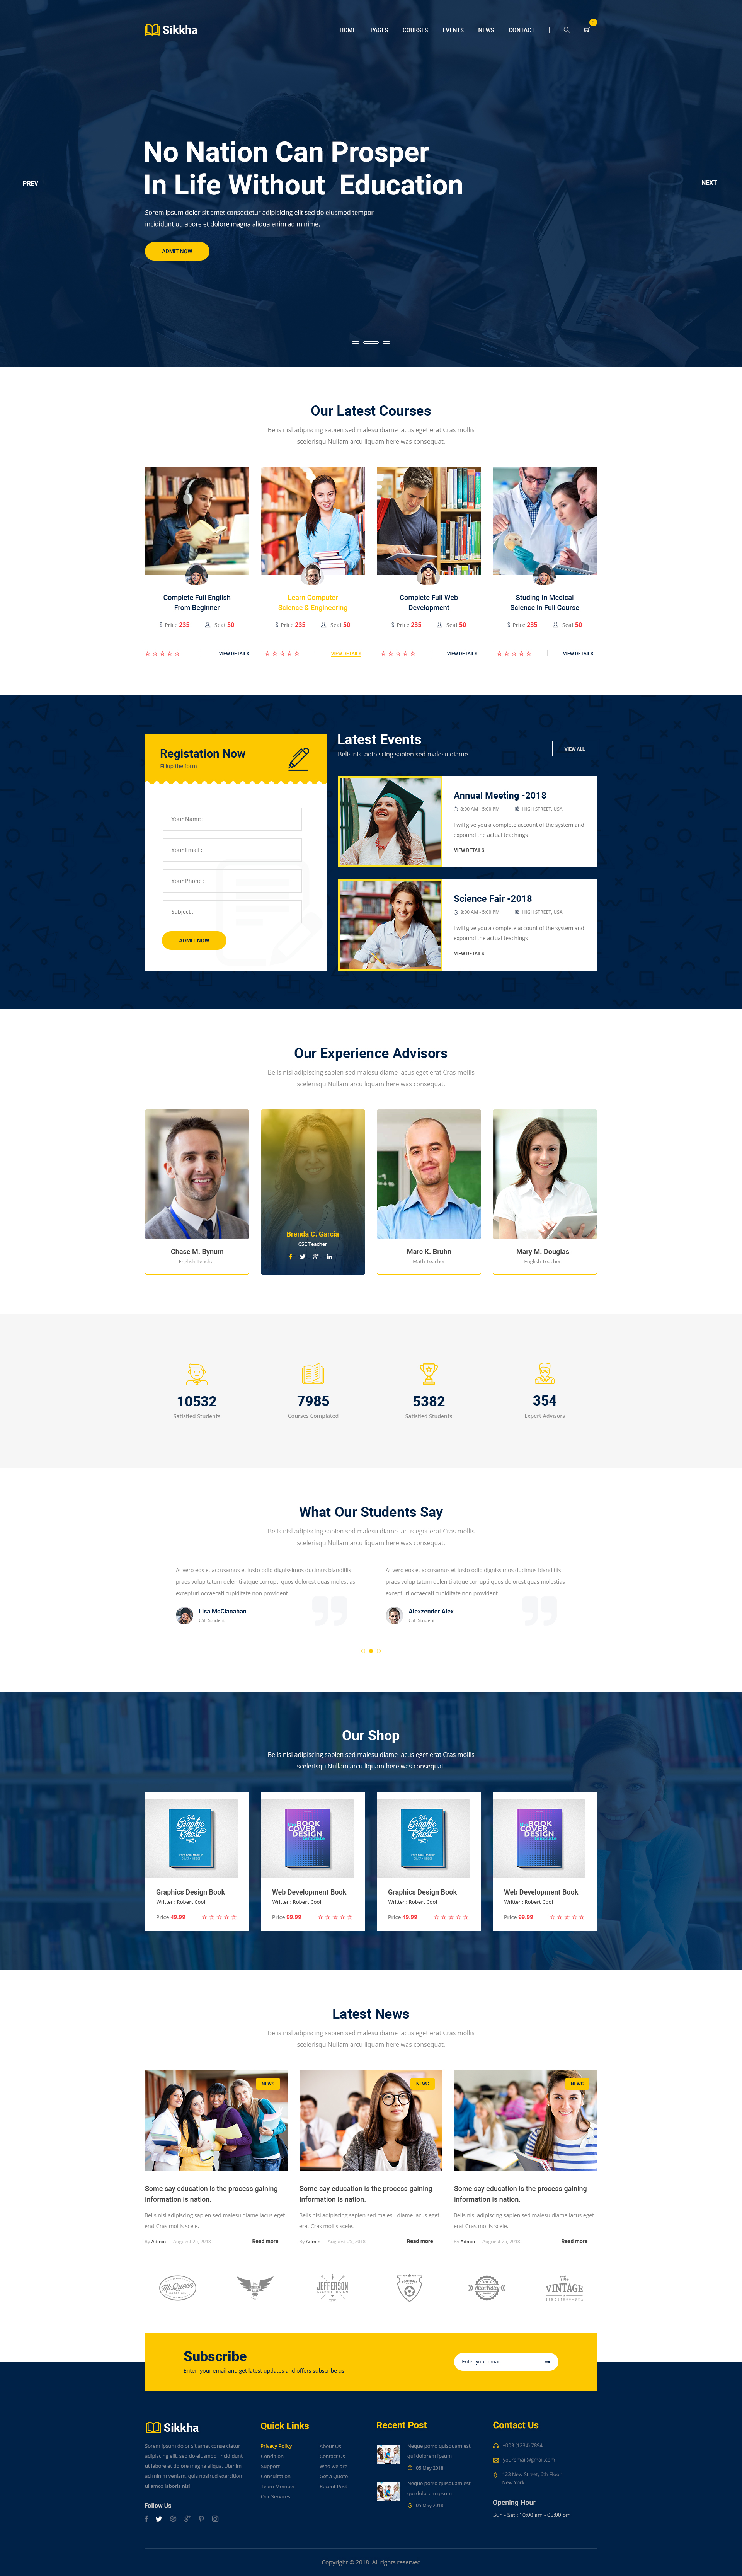 Sikkha
HOME PAGES COURSES EVENTS NEWS CONTACT
No Nation Can Prosper
In Life Without Education
PREV
NEXT
Sorem ipsum dolor sit amet consectetur adipisicing elit sed do eiusmod tempor
incididunt ut labore et dolore magna aliqua enim ad minime.
ADMIT NOW
Our Latest Courses
Belis nisl adipiscing sapien sed malesu diame lacus eget erat Cras mollis
scelerisqu Nullam arcu liquam here was consequat.
Complete Full English
From Beginner
$ Price 235 Seat 50
VIEW DETAILS
Learn Computer
Science & Engineering
$ Price 235 Seat 50
VIEW DETAILS
Complete Full Web
Development
$ Price 235 Seat 50
VIEW DETAILS
Studing In Medical
Science In Full Course
$ Price 235 Seat 50
VIEW DETAILS
Registation Now
Fillup the form
Your Name :
Your Email :
Your Phone :
Subject :
ADMIT NOW
Latest Events
Belis nisl adipiscing sapien sed malesu diame
VIEW ALL
Annual Meeting -2018
8:00 AM - 5:00 PM HIGH STREET, USA
I will give you a complete account of the system and
expound the actual teachings
VIEW DETAILS
Science Fair -2018
8:00 AM - 5:00 PM HIGH STREET, USA
I will give you a complete account of the system and
expound the actual teachings
VIEW DETAILS
Our Experience Advisors
Belis nisl adipiscing sapien sed malesu diame lacus eget erat Cras mollis
scelerisqu Nullam arcu liquam here was consequat.
Chase M. Bynum
English Teacher
Brenda C. Garcia
CSE Teacher
Marc K. Bruhn
Math Teacher
Mary M. Douglas
English Teacher
10532
Satisfied Students
7985
Courses Complated
5382
Satisfied Students
354
Expert Advisors
What Our Students Say
Belis nisl adipiscing sapien sed malesu diame lacus eget erat Cras mollis
scelerisqu Nullam arcu liquam here was consequat.
At vero eos et accusamus et iusto odio dignissimos ducimus blanditiis
praes volup tatum deleniti atque corrupti quos dolorest quas molestias
excepturi occaecati cupiditate non provident
Lisa McClanahan
CSE Student
At vero eos et accusamus et iusto odio dignissimos ducimus blanditiis
praes volup tatum deleniti atque corrupti quos dolorest quas molestias
excepturi occaecati cupiditate non provident
Alexzender Alex
CSE Student
Our Shop
Belis nisl adipiscing sapien sed malesu diame lacus eget erat Cras mollis
scelerisqu Nullam arcu liquam here was consequat.
The Graphic Ghost
Graphics Design Book
Writter : Robert Cool
Price 49.99
BOOK COVER DESIGN
Web Development Book
Writter : Robert Cool
Price 99.99
The Graphic Ghost
Graphics Design Book
Writter : Robert Cool
Price 49.99
BOOK COVER DESIGN
Web Development Book
Writter : Robert Cool
Price 99.99
Latest News
Belis nisl adipiscing sapien sed malesu diame lacus eget erat Cras mollis
scelerisqu Nullam arcu liquam here was consequat.
NEWS
Some say education is the process gaining
information is nation.
Belis nisl adipiscing sapien sed malesu diame lacus eget
erat Cras mollis scele.
By Admin Auguest 25, 2018 Read more
NEWS
Some say education is the process gaining
information is nation.
Belis nisl adipiscing sapien sed malesu diame lacus eget
erat Cras mollis scele.
By Admin Auguest 25, 2018 Read more
NEWS
Some say education is the process gaining
information is nation.
Belis nisl adipiscing sapien sed malesu diame lacus eget
erat Cras mollis scele.
By Admin Auguest 25, 2018 Read more
McQueen
JEFFERSON
Alice Valley
The
VINTAGE
Subscribe
Enter your email and get latest updates and offers subscribe us
Enter your email
Sikkha
Sorem ipsum dolor sit amet conse ctetur
adipiscing elit, sed do eiusmod incididunt
ut labore et dolore magna aliqua. Utenim
ad minim veniam, quis nostrud exercition
ullamco laboris nisi
Follow Us
Quick Links
Privacy Policy
Condition
Support
Consultation
Team Member
Our Services
About Us
Contact Us
Who we are
Get a Quote
Recent Post
Recent Post
Neque porro quisquam est
qui dolorem ipsum
05 May 2018
Neque porro quisquam est
qui dolorem ipsum
05 May 2018
Contact Us
+003 (1234) 7894
youremail@gmail.com
123 New Street, 6th Floor,
New York
Opening Hour
Sun - Sat : 10:00 am - 05:00 pm
Copyright © 2018. All rights reserved